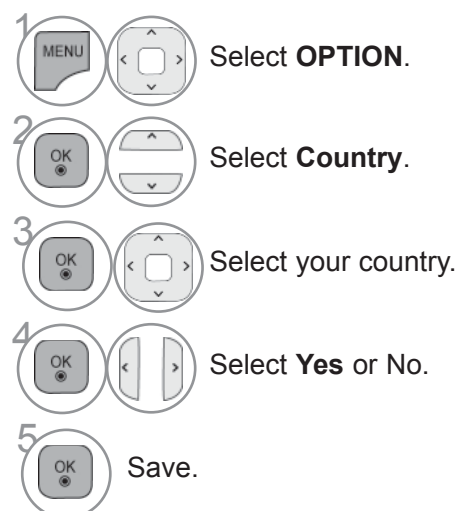 1
MENU
Select OPTION.
2
OK
Select Country.
3
OK
Select your country.
4
OK
Select Yes or No.
5
OK
Save.